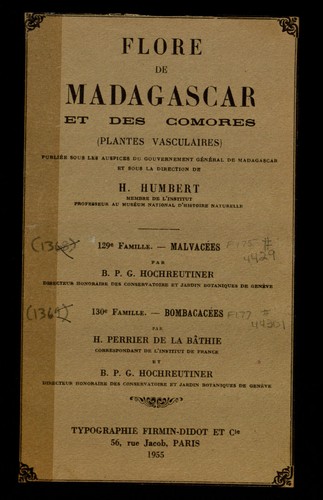 FLORE
DE
MADAGASCAR
ET DES COMORES
(PLANTES VASCULAIRES)
PUBLIÉE SOUS LES AUSPICES DU GOUVERNEMENT GÉNÉRAL DE MADAGASCAR
ET SOUS LA DIRECTION DE
H. HUMBERT
MEMBRE DE L'INSTITUT
PROFESSEUR AU MUSÉUM NATIONAL D'HISTOIRE NATURELLE
129e FAMILLE. — MALVACÉES
PAR
B. P. G. HOCHREUTINER
DIRECTEUR HONORAIRE DES CONSERVATOIRE ET JARDIN BOTANIQUES DE GENÈVE
130e FAMILLE. — BOMBACACÉES
PAR
H. PERRIER DE LA BÂTHIE
CORRESPONDANT DE L'INSTITUT DE FRANCE
ET
B. P. G. HOCHREUTINER
DIRECTEUR HONORAIRE DES CONSERVATOIRE ET JARDIN BOTANIQUES DE GENÈVE
TYPOGRAPHIE FIRMIN-DIDOT ET Cie
56, rue Jacob, PARIS
1955